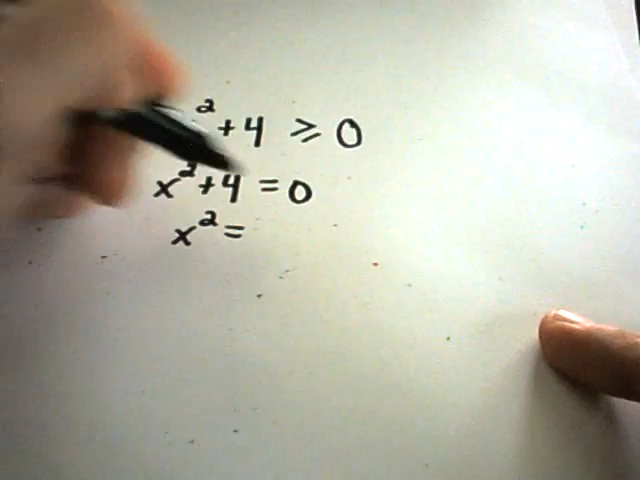 ² + 4 ≥ 0
x² + 4 = 0
x² =